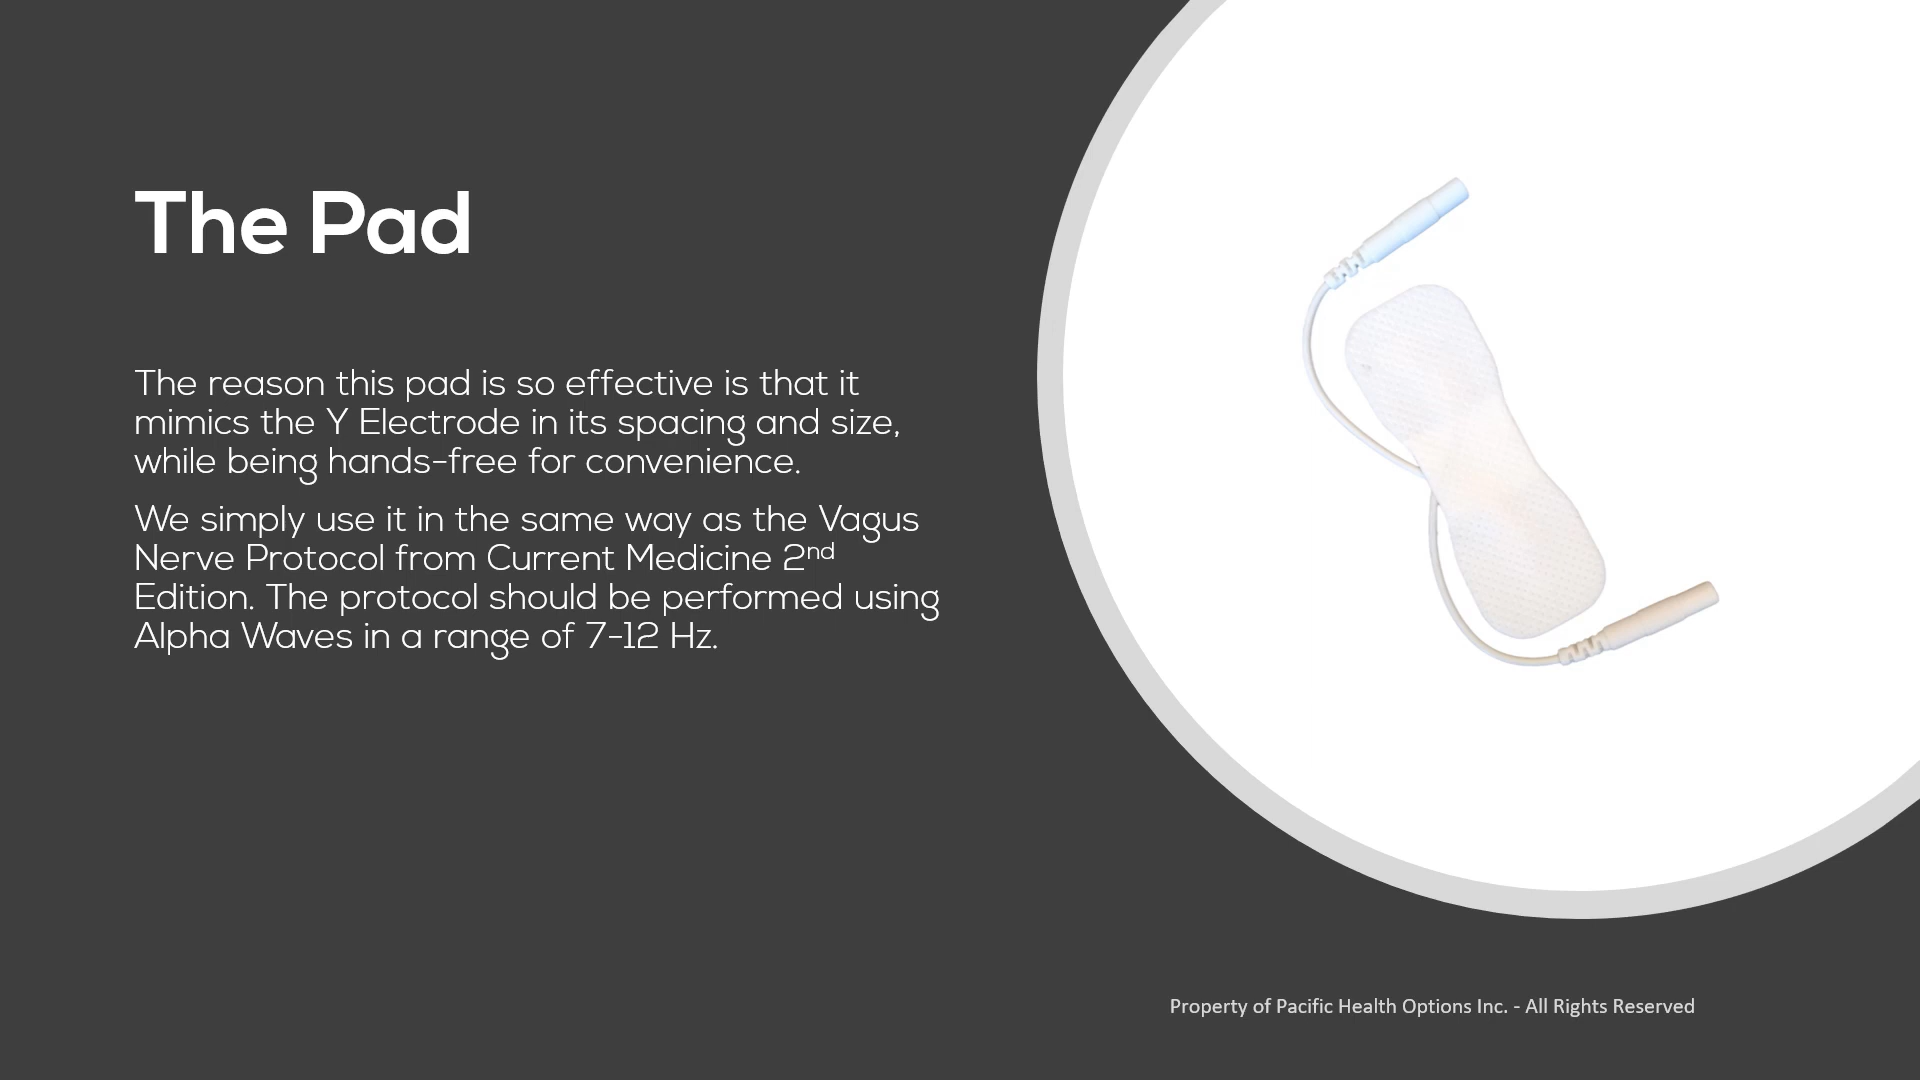 The Pad
The reason this pad is so effective is that it
mimics the Y Electrode in its spacing and size,
while being hands-free for convenience.
We simply use it in the same way as the Vagus
Nerve Protocol from Current Medicine 2nd
Edition. The protocol should be performed using
Alpha Waves in a range of 7-12 Hz.
Property of Pacific Health Options Inc. - All Rights Reserved